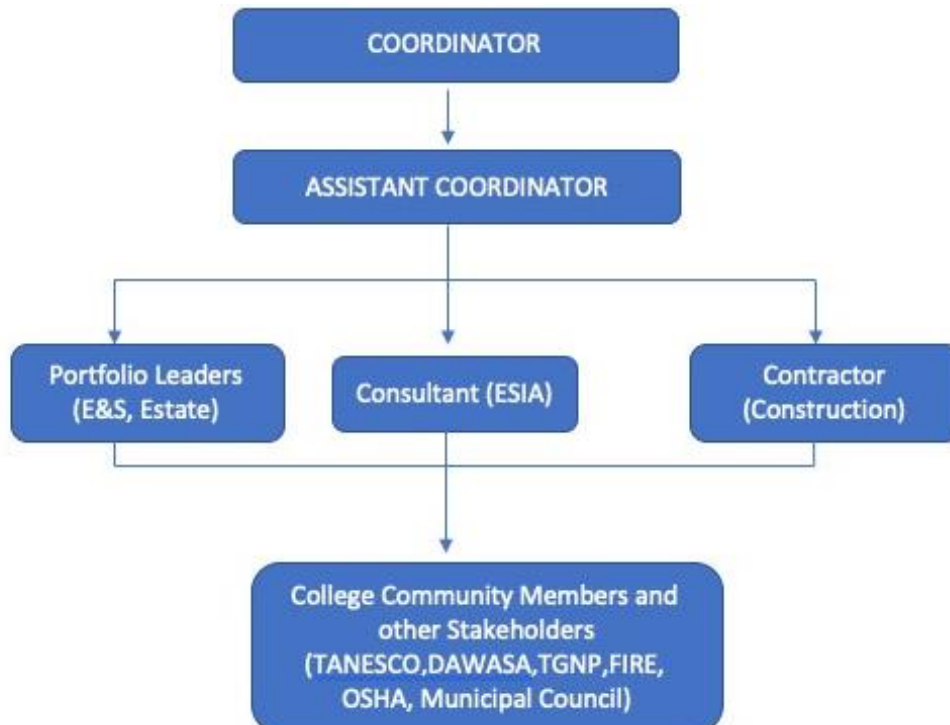 COORDINATOR
ASSISTANT COORDINATOR
Portfolio Leaders
(E&S, Estate)
Consultant (ESIA)
Contractor
(Construction)
College Community Members and
other Stakeholders
(TANESCO,DAWASA,TGNP,FIRE,
OSHA, Municipal Council)